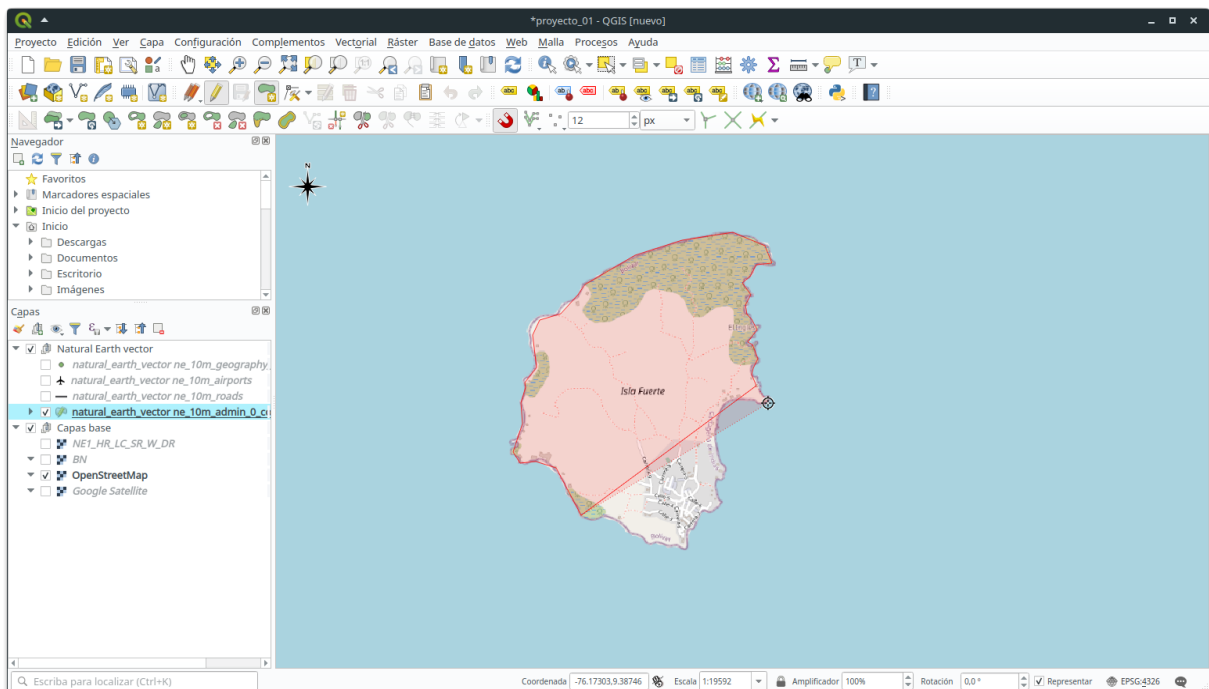 *proyecto_01 - QGIS [nuevo]
Proyecto Edición Ver Capa Configuración Complementos Vectorial Ráster Base de datos Web Malla Procesos Ayuda
12 px
Navegador
Favoritos
Marcadores espaciales
Inicio del proyecto
Inicio
Descargas
Documentos
Escritorio
Imágenes
Capas
Natural Earth vector
natural_earth_vector ne_10m_geography
natural_earth_vector ne_10m_airports
natural_earth_vector ne_10m_roads
natural_earth_vector ne_10m_admin_0_c
Capas base
NE1_HR_LC_SR_W_DR
BN
OpenStreetMap
Google Satellite
N
Isla Fuerte
Bolívar
Escriba para localizar (Ctrl+K)
Coordenada -76.17303,9.38746 Escala 1:19592 Amplificador 100% Rotación 0,0 ° Representar EPSG:4326